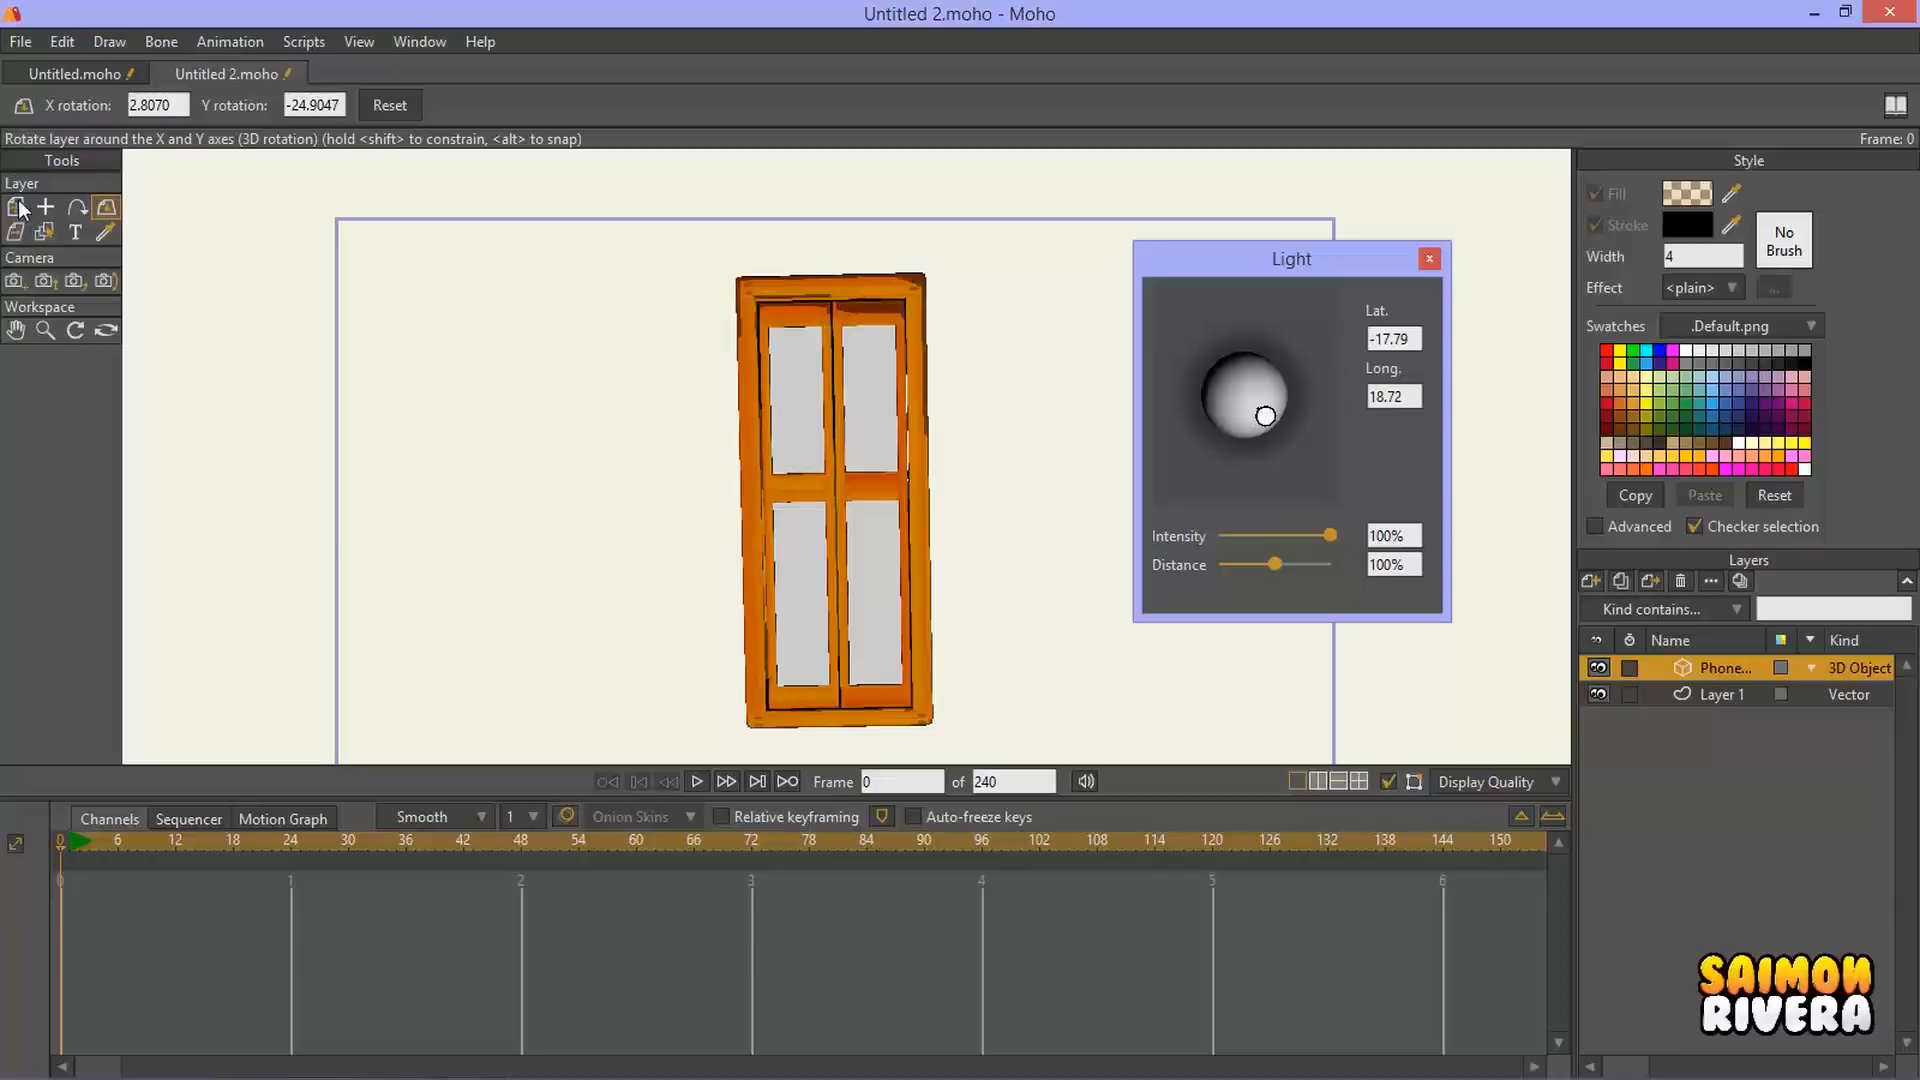 Untitled 2.moho - Moho
File Edit Draw Bone Animation Scripts View Window Help
Untitled.moho Untitled 2.moho
X rotation: 2.8070 Y rotation: -24.9047 Reset
Rotate layer around the X and Y axes (3D rotation) (hold <shift> to constrain, <alt> to snap) Frame: 0
Tools
Layer
T
Camera
Workspace
Light
Lat.
-17.79
Long.
18.72
Intensity 100%
Distance 100%
Style
Fill
Stroke
No
Brush
Width 4
Effect <plain> ...
Swatches .Default.png
Copy Paste Reset
Advanced Checker selection
Layers
Kind contains...
Name Kind
Phone... 3D Object
Layer 1 Vector
Frame 0 of 240 Display Quality
Channels Sequencer Motion Graph Smooth 1 Onion Skins Relative keyframing Auto-freeze keys
0 6 12 18 24 30 36 42 48 54 60 66 72 78 84 90 96 102 108 114 120 126 132 138 144 150
0 1 2 3 4 5 6
SAIMON
RIVERA